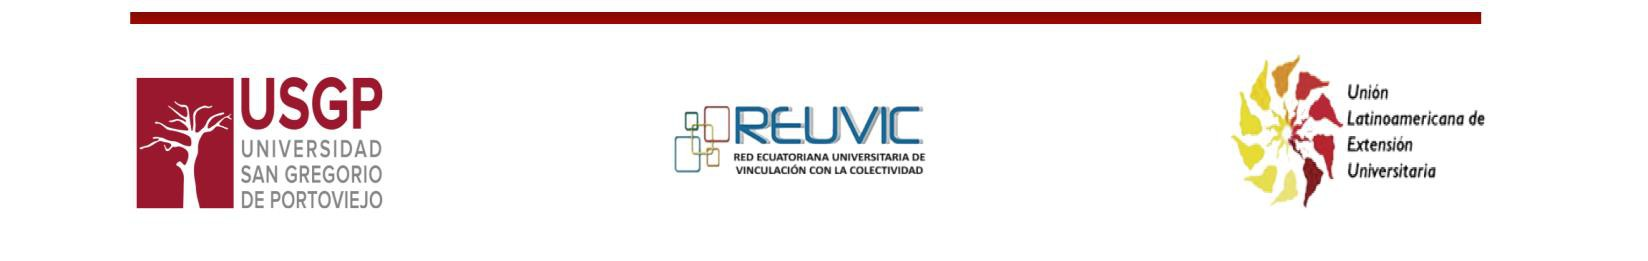 USGP
UNIVERSIDAD
SAN GREGORIO
DE PORTOVIEJO
REUVIC
RED ECUATORIANA UNIVERSITARIA DE
VINCULACIÓN CON LA COLECTIVIDAD
Unión
Latinoamericana de
Extensión
Universitaria